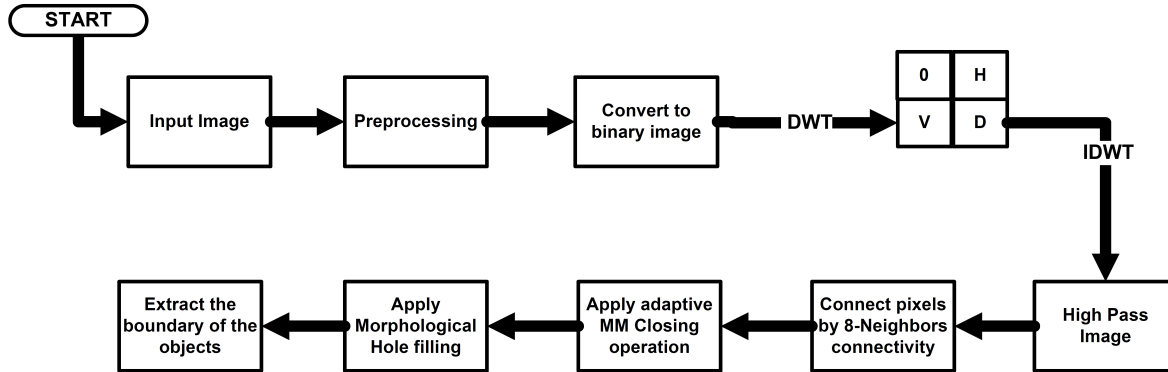 START
Input Image
Preprocessing
Convert to
binary image
DWT
0 H
V D
IDWT
High Pass
Image
Connect pixels
by 8-Neighbors
connectivity
Apply adaptive
MM Closing
operation
Apply
Morphological
Hole filling
Extract the
boundary of the
objects